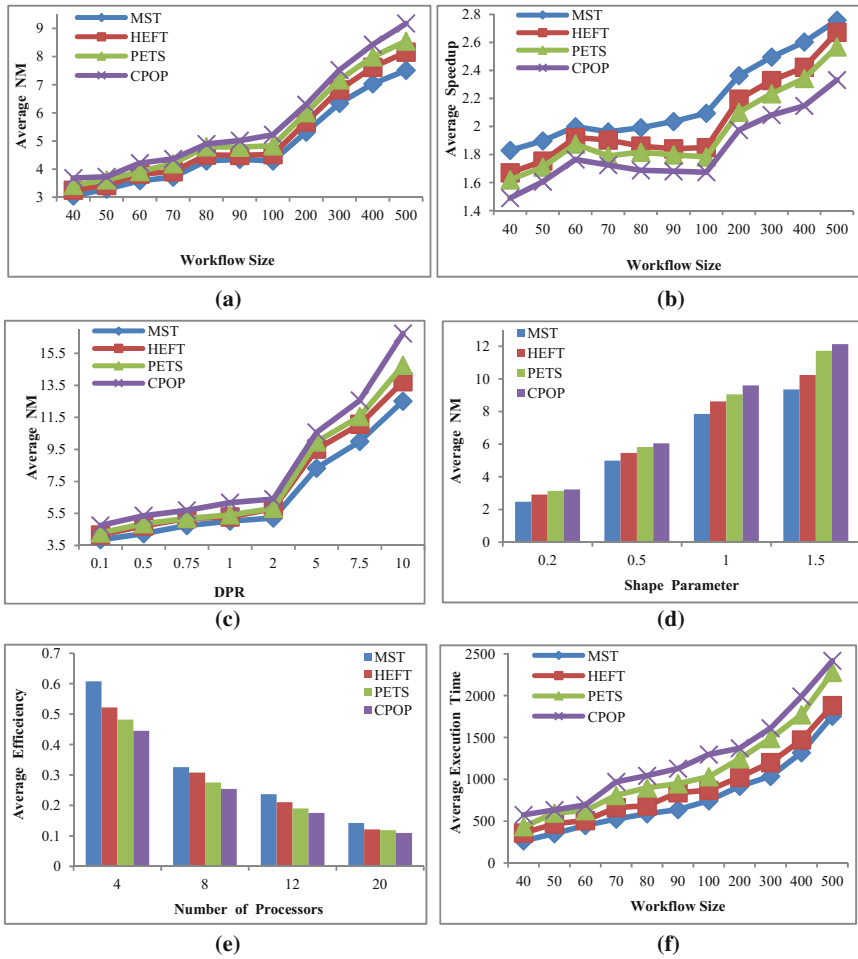 MST
HEFT
PETS
CPOP
9
8
7
6
5
4
3
Average NM
40 50 60 70 80 90 100 200 300 400 500
Workflow Size
(a)
MST
HEFT
PETS
CPOP
2.8
2.6
2.4
2.2
2
1.8
1.6
1.4
Average Speedup
40 50 60 70 80 90 100 200 300 400 500
Workflow Size
(b)
MST
HEFT
PETS
CPOP
15.5
13.5
11.5
9.5
7.5
5.5
3.5
Average NM
0.1 0.5 0.75 1 2 5 7.5 10
DPR
(c)
MST
HEFT
PETS
CPOP
12
10
8
6
4
2
0
Average NM
0.2 0.5 1 1.5
Shape Parameter
(d)
MST
HEFT
PETS
CPOP
0.7
0.6
0.5
0.4
0.3
0.2
0.1
0
Average Efficeiency
4 8 12 20
Number of Processors
(e)
MST
HEFT
PETS
CPOP
2500
2000
1500
1000
500
0
Average Execution Time
40 50 60 70 80 90 100 200 300 400 500
Workflow Size
(f)